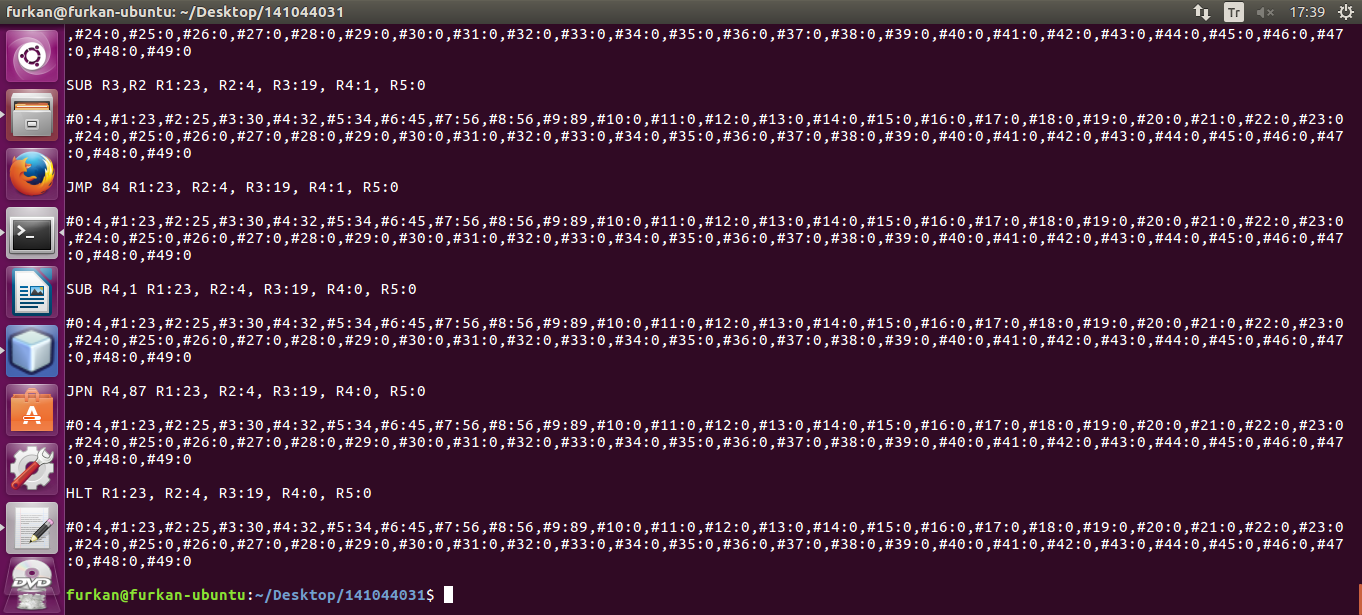 furkan@furkan-ubuntu: ~/Desktop/141044031
Tr
17:39
,#24:0,#25:0,#26:0,#27:0,#28:0,#29:0,#30:0,#31:0,#32:0,#33:0,#34:0,#35:0,#36:0,#37:0,#38:0,#39:0,#40:0,#41:0,#42:0,#43:0,#44:0,#45:0,#46:0,#47
:0,#48:0,#49:0
SUB R3,R2 R1:23, R2:4, R3:19, R4:1, R5:0
#0:4,#1:23,#2:25,#3:30,#4:32,#5:34,#6:45,#7:56,#8:56,#9:89,#10:0,#11:0,#12:0,#13:0,#14:0,#15:0,#16:0,#17:0,#18:0,#19:0,#20:0,#21:0,#22:0,#23:0
,#24:0,#25:0,#26:0,#27:0,#28:0,#29:0,#30:0,#31:0,#32:0,#33:0,#34:0,#35:0,#36:0,#37:0,#38:0,#39:0,#40:0,#41:0,#42:0,#43:0,#44:0,#45:0,#46:0,#47
:0,#48:0,#49:0
JMP 84 R1:23, R2:4, R3:19, R4:1, R5:0
#0:4,#1:23,#2:25,#3:30,#4:32,#5:34,#6:45,#7:56,#8:56,#9:89,#10:0,#11:0,#12:0,#13:0,#14:0,#15:0,#16:0,#17:0,#18:0,#19:0,#20:0,#21:0,#22:0,#23:0
,#24:0,#25:0,#26:0,#27:0,#28:0,#29:0,#30:0,#31:0,#32:0,#33:0,#34:0,#35:0,#36:0,#37:0,#38:0,#39:0,#40:0,#41:0,#42:0,#43:0,#44:0,#45:0,#46:0,#47
:0,#48:0,#49:0
SUB R4,1 R1:23, R2:4, R3:19, R4:0, R5:0
#0:4,#1:23,#2:25,#3:30,#4:32,#5:34,#6:45,#7:56,#8:56,#9:89,#10:0,#11:0,#12:0,#13:0,#14:0,#15:0,#16:0,#17:0,#18:0,#19:0,#20:0,#21:0,#22:0,#23:0
,#24:0,#25:0,#26:0,#27:0,#28:0,#29:0,#30:0,#31:0,#32:0,#33:0,#34:0,#35:0,#36:0,#37:0,#38:0,#39:0,#40:0,#41:0,#42:0,#43:0,#44:0,#45:0,#46:0,#47
:0,#48:0,#49:0
JPN R4,87 R1:23, R2:4, R3:19, R4:0, R5:0
#0:4,#1:23,#2:25,#3:30,#4:32,#5:34,#6:45,#7:56,#8:56,#9:89,#10:0,#11:0,#12:0,#13:0,#14:0,#15:0,#16:0,#17:0,#18:0,#19:0,#20:0,#21:0,#22:0,#23:0
,#24:0,#25:0,#26:0,#27:0,#28:0,#29:0,#30:0,#31:0,#32:0,#33:0,#34:0,#35:0,#36:0,#37:0,#38:0,#39:0,#40:0,#41:0,#42:0,#43:0,#44:0,#45:0,#46:0,#47
:0,#48:0,#49:0
HLT R1:23, R2:4, R3:19, R4:0, R5:0
#0:4,#1:23,#2:25,#3:30,#4:32,#5:34,#6:45,#7:56,#8:56,#9:89,#10:0,#11:0,#12:0,#13:0,#14:0,#15:0,#16:0,#17:0,#18:0,#19:0,#20:0,#21:0,#22:0,#23:0
,#24:0,#25:0,#26:0,#27:0,#28:0,#29:0,#30:0,#31:0,#32:0,#33:0,#34:0,#35:0,#36:0,#37:0,#38:0,#39:0,#40:0,#41:0,#42:0,#43:0,#44:0,#45:0,#46:0,#47
:0,#48:0,#49:0
furkan@furkan-ubuntu:~/Desktop/141044031$
DVD